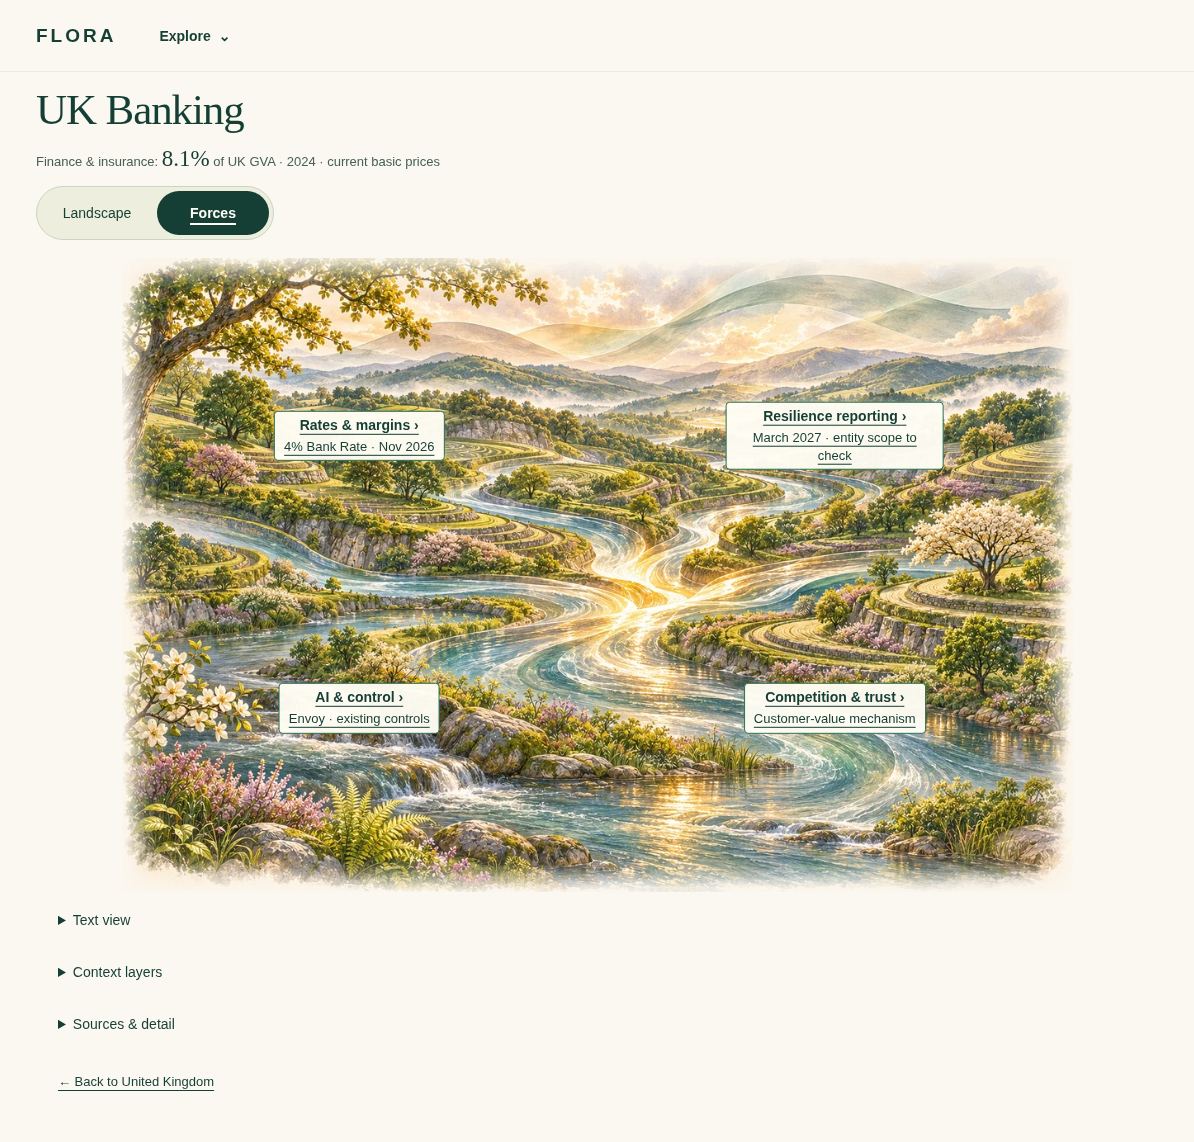 FLORA
Explore
UK Banking
Finance & insurance: 8.1% of UK GVA · 2024 · current basic prices
Landscape
Forces
Rates & margins ›
4% Bank Rate · Nov 2026
Resilience reporting ›
March 2027 · entity scope to
check
AI & control ›
Envoy · existing controls
Competition & trust ›
Customer-value mechanism
Text view
Context layers
Sources & detail
← Back to United Kingdom